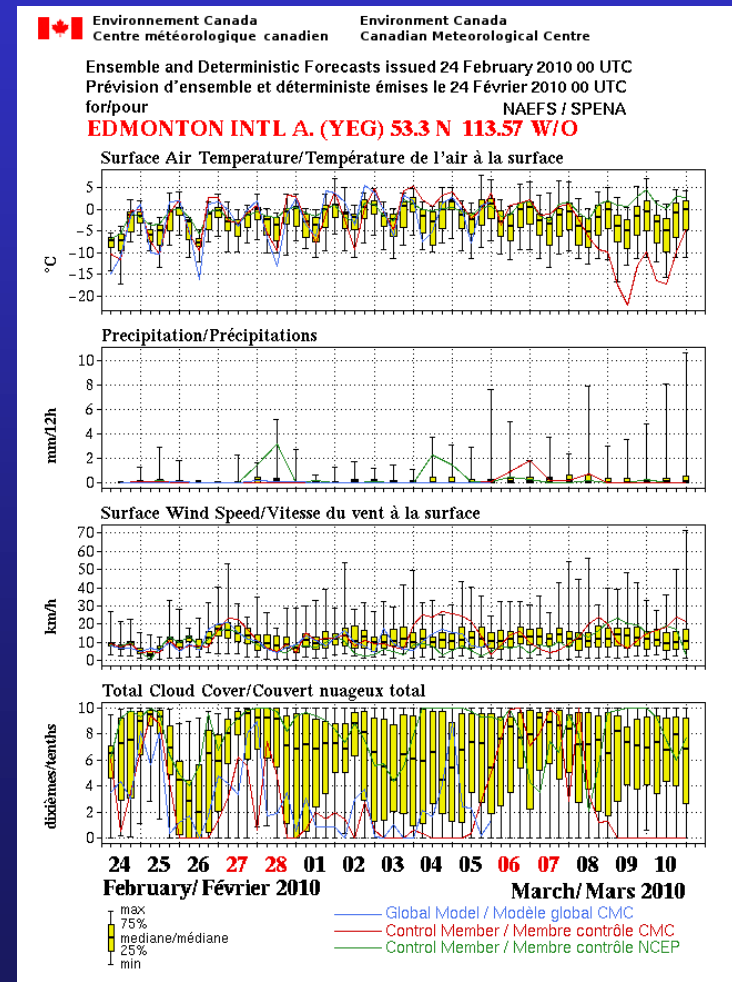 Environnement Canada Environment Canada
Centre météorologique canadien Canadian Meteorological Centre
Ensemble and Deterministic Forecasts issued 24 February 2010 00 UTC
Prévision d'ensemble et déterministe émises le 24 Février 2010 00 UTC
for/pour NAEFS / SPENA
EDMONTON INTL A. (YEG) 53.3 N 113.57 W/O
Surface Air Temperature/Température de l'air à la surface
°C
5
0
-5
-10
-15
-20
Precipitation/Précipitations
mm/12h
10
8
6
4
2
0
Surface Wind Speed/Vitesse du vent à la surface
km/h
70
60
50
40
30
20
10
0
Total Cloud Cover/Couvert nuageux total
dixièmes/tenths
10
8
6
4
2
0
24 25 26 27 28 01 02 03 04 05 06 07 08 09 10
February/ Février 2010 March/ Mars 2010
max
75%
mediane/médiane
25%
min
Global Model / Modèle global CMC
Control Member / Membre contrôle CMC
Control Member / Membre contrôle NCEP